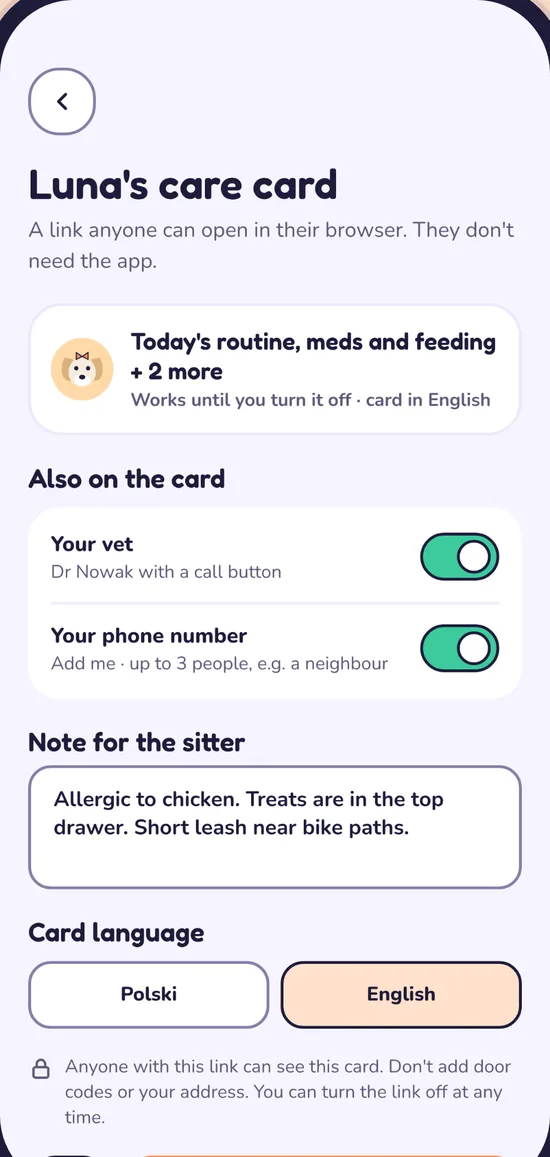 Luna's care card
A link anyone can open in their browser. They don't
need the app.
Today's routine, meds and feeding
+ 2 more
Works until you turn it off · card in English
Also on the card
Your vet
Dr Nowak with a call button
Your phone number
Add me · up to 3 people, e.g. a neighbour
Note for the sitter
Allergic to chicken. Treats are in the top
drawer. Short leash near bike paths.
Card language
Polski
English
Anyone with this link can see this card. Don't add door
codes or your address. You can turn the link off at any
time.